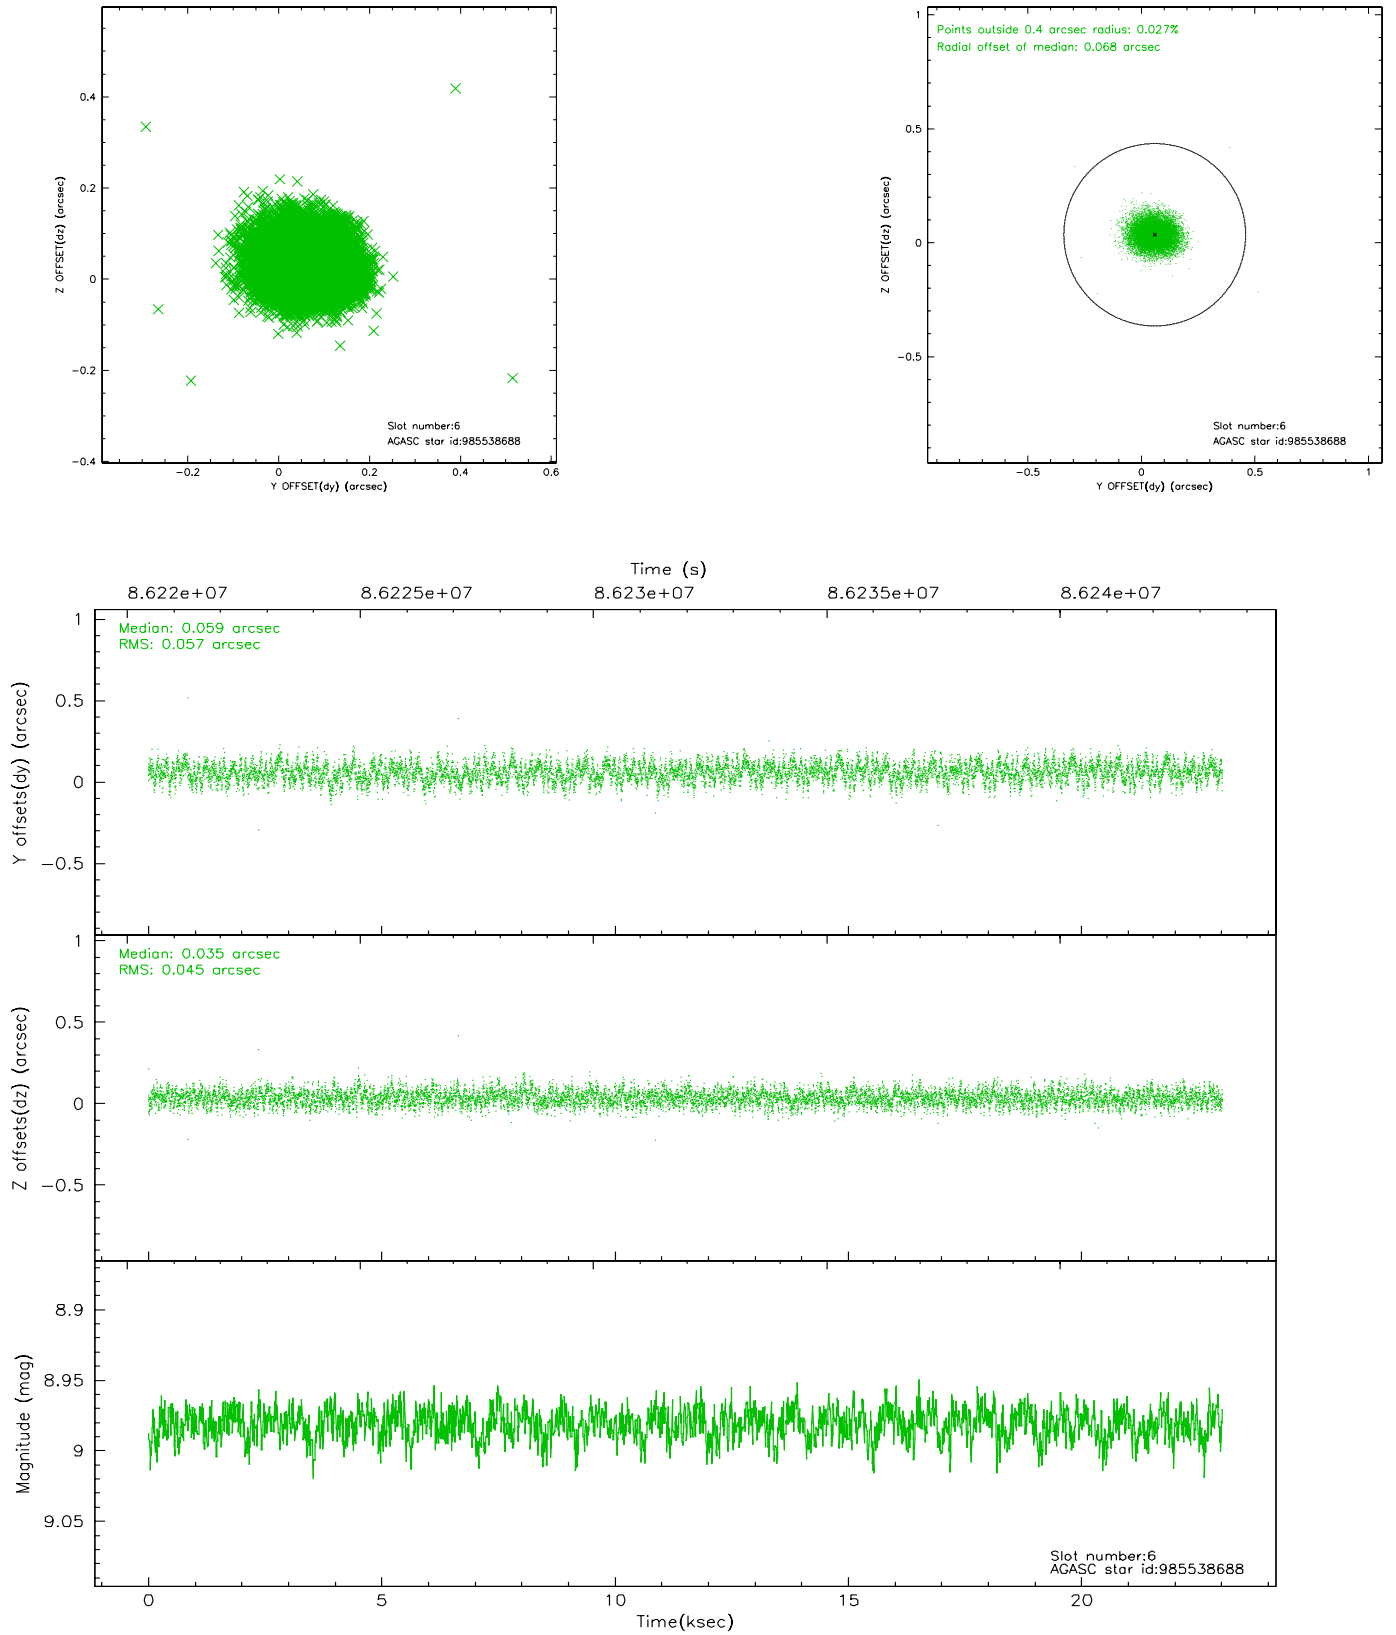 0.4
0.2
0
−0.2
−0.4
Z OFFSET(dz) (arcsec)
Slot number:6
AGASC star id:985538688
−0.2 0 0.2 0.4 0.6
Y OFFSET(dy) (arcsec)
Points outside 0.4 arcsec radius: 0.027%
Radial offset of median: 0.068 arcsec
1
0.5
0
−0.5
Z OFFSET(dz) (arcsec)
Slot number:6
AGASC star id:985538688
−0.5 0 0.5 1
Y OFFSET(dy) (arcsec)
Time (s)
8.622e+07 8.6225e+07 8.623e+07 8.6235e+07 8.624e+07
Median: 0.059 arcsec
RMS: 0.057 arcsec
1
0.5
0
−0.5
Y offsets(dy) (arcsec)
Median: 0.035 arcsec
RMS: 0.045 arcsec
1
0.5
0
−0.5
Z offsets(dz) (arcsec)
8.9
8.95
9
9.05
Magnitude (mag)
Slot number:6
AGASC star id:985538688
0 5 10 15 20
Time(ksec)